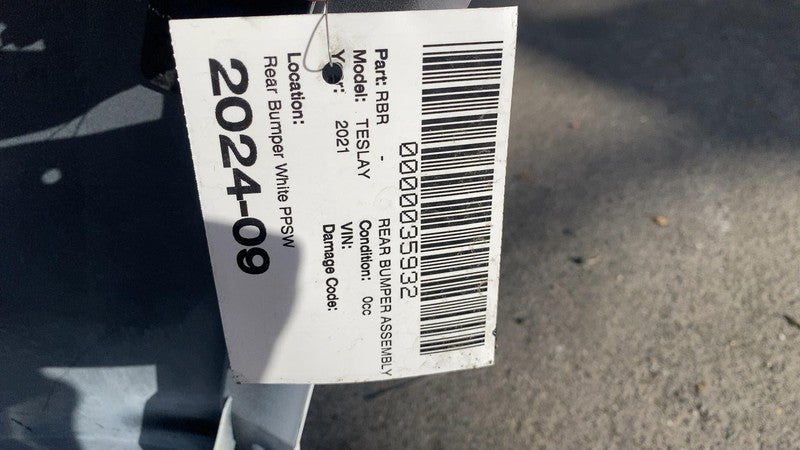 0000035932
Part: RBR - REAR BUMPER ASSEMBLY
Model: TESLAY Condition: 0cc
Year: 2021 VIN:
Damage Code:
Location:
Rear Bumper White PPSW
2024-09